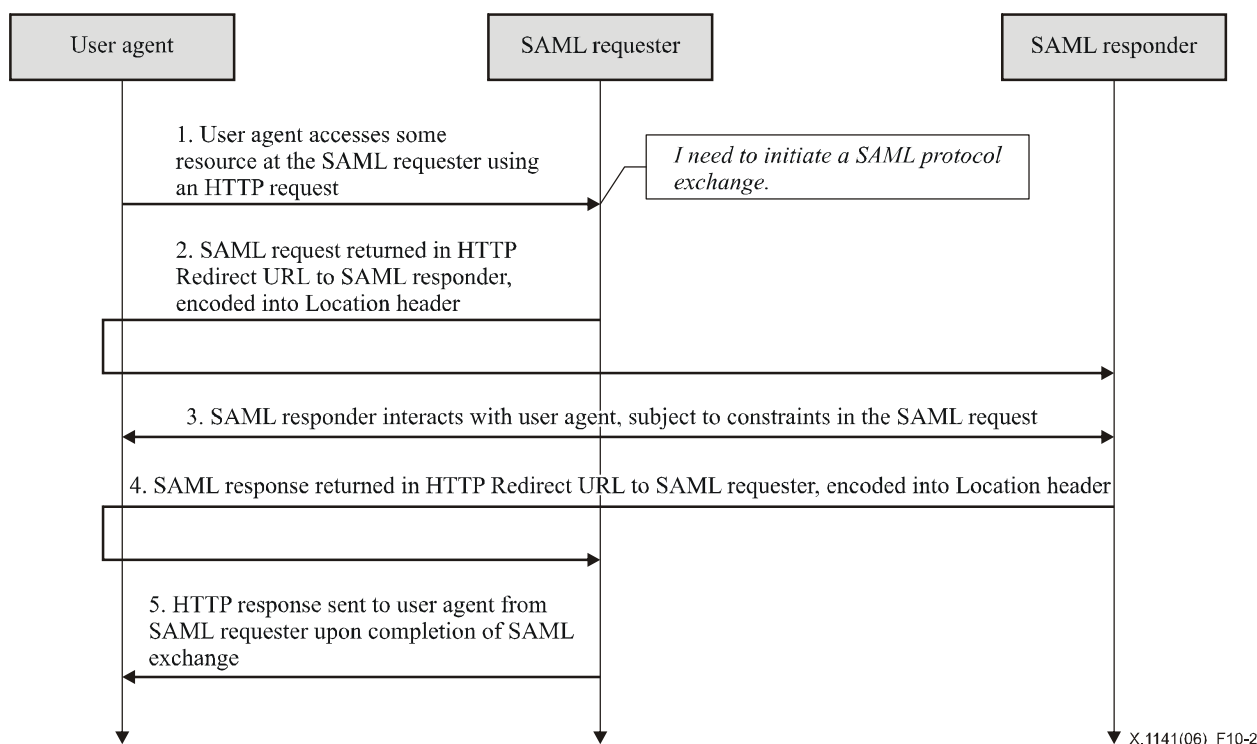 User agent
SAML requester
SAML responder
1. User agent accesses some
resource at the SAML requester using
an HTTP request
I need to initiate a SAML protocol
exchange.
2. SAML request returned in HTTP
Redirect URL to SAML responder,
encoded into Location header
3. SAML responder interacts with user agent, subject to constraints in the SAML request
4. SAML response returned in HTTP Redirect URL to SAML requester, encoded into Location header
5. HTTP response sent to user agent from
SAML requester upon completion of SAML
exchange
X.1141(06)_F10-2